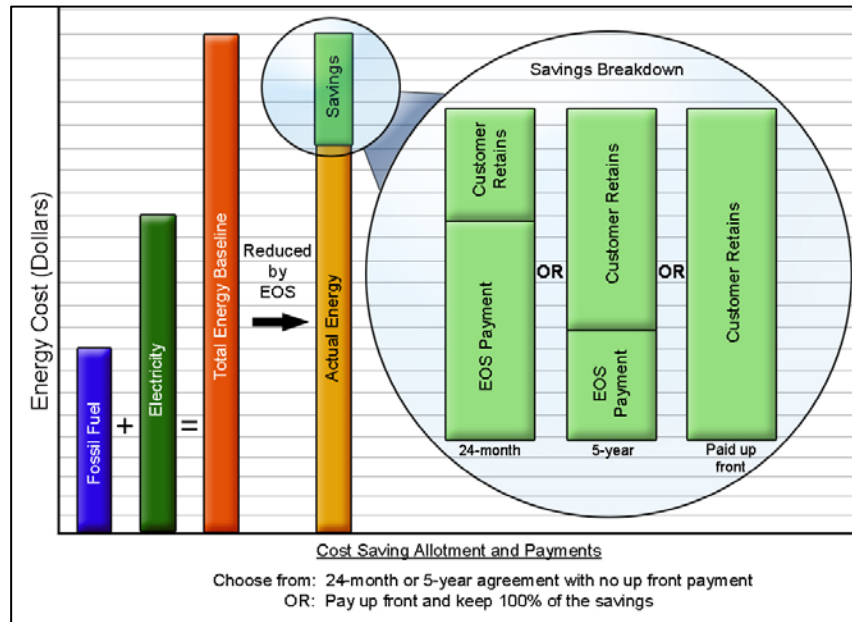 Energy Cost (Dollars)
Fossil Fuel
+
Electricity
=
Total Energy Baseline
Reduced
by
EOS
Savings
Actual Energy
Savings Breakdown
Customer
Retains
EOS Payment
24-month
OR
Customer Retains
EOS
Payment
5-year
OR
Customer Retains
Paid up
front
Cost Saving Allotment and Payments
Choose from: 24-month or 5-year agreement with no up front payment
OR: Pay up front and keep 100% of the savings